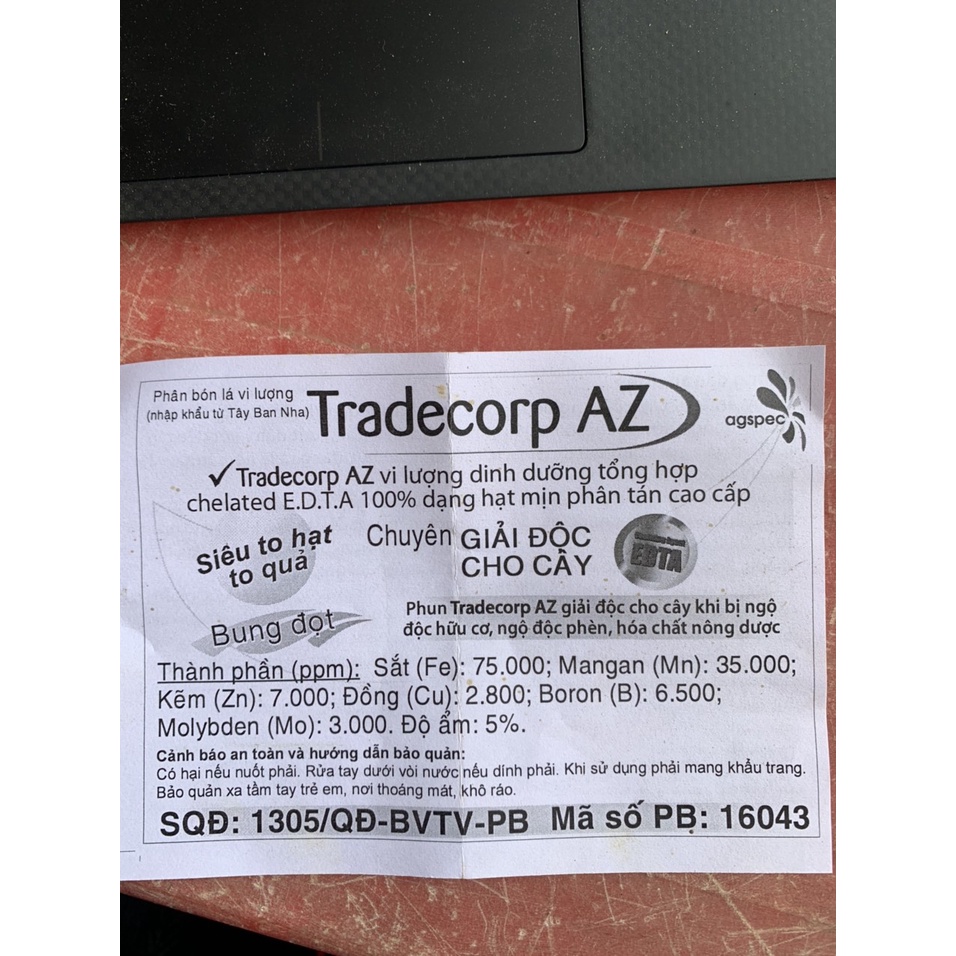 Phân bón lá vi lượng
(nhập khẩu từ Tây Ban Nha)
Tradecorp AZ
agspec
✓ Tradecorp AZ vi lượng dinh dưỡng tổng hợp
chelated E.D.T.A 100% dạng hạt mịn phân tán cao cấp
Siêu to hạt
to quả
Chuyên GIẢI ĐỘC
CHO CÂY
EDTA
Bung đọt
Phun Tradecorp AZ giải độc cho cây khi bị ngộ
độc hữu cơ, ngộ độc phèn, hóa chất nông dược
Thành phần (ppm): Sắt (Fe): 75.000; Mangan (Mn): 35.000;
Kẽm (Zn): 7.000; Đồng (Cu): 2.800; Boron (B): 6.500;
Molybden (Mo): 3.000. Độ ẩm: 5%.
Cảnh báo an toàn và hướng dẫn bảo quản:
Có hại nếu nuốt phải. Rửa tay dưới vòi nước nếu dính phải. Khi sử dụng phải mang khẩu trang.
Bảo quản xa tầm tay trẻ em, nơi thoáng mát, khô ráo.
SQĐ: 1305/QĐ-BVTV-PB Mã số PB: 16043